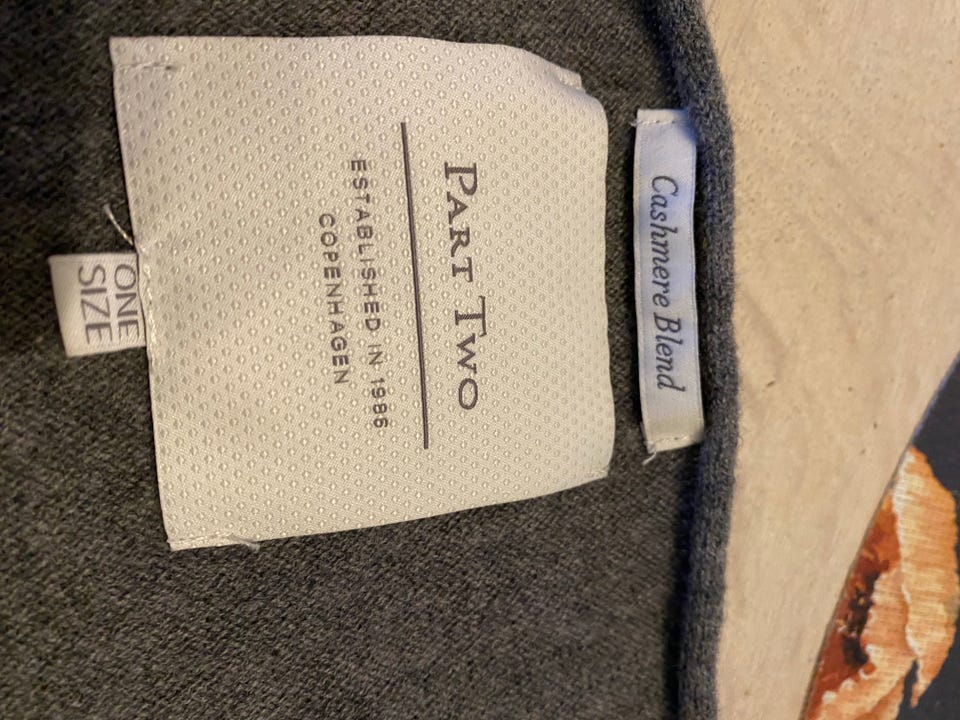 Cashmere Blend
PART TWO
ESTABLISHED IN 1986
COPENHAGEN
ONE
SIZE